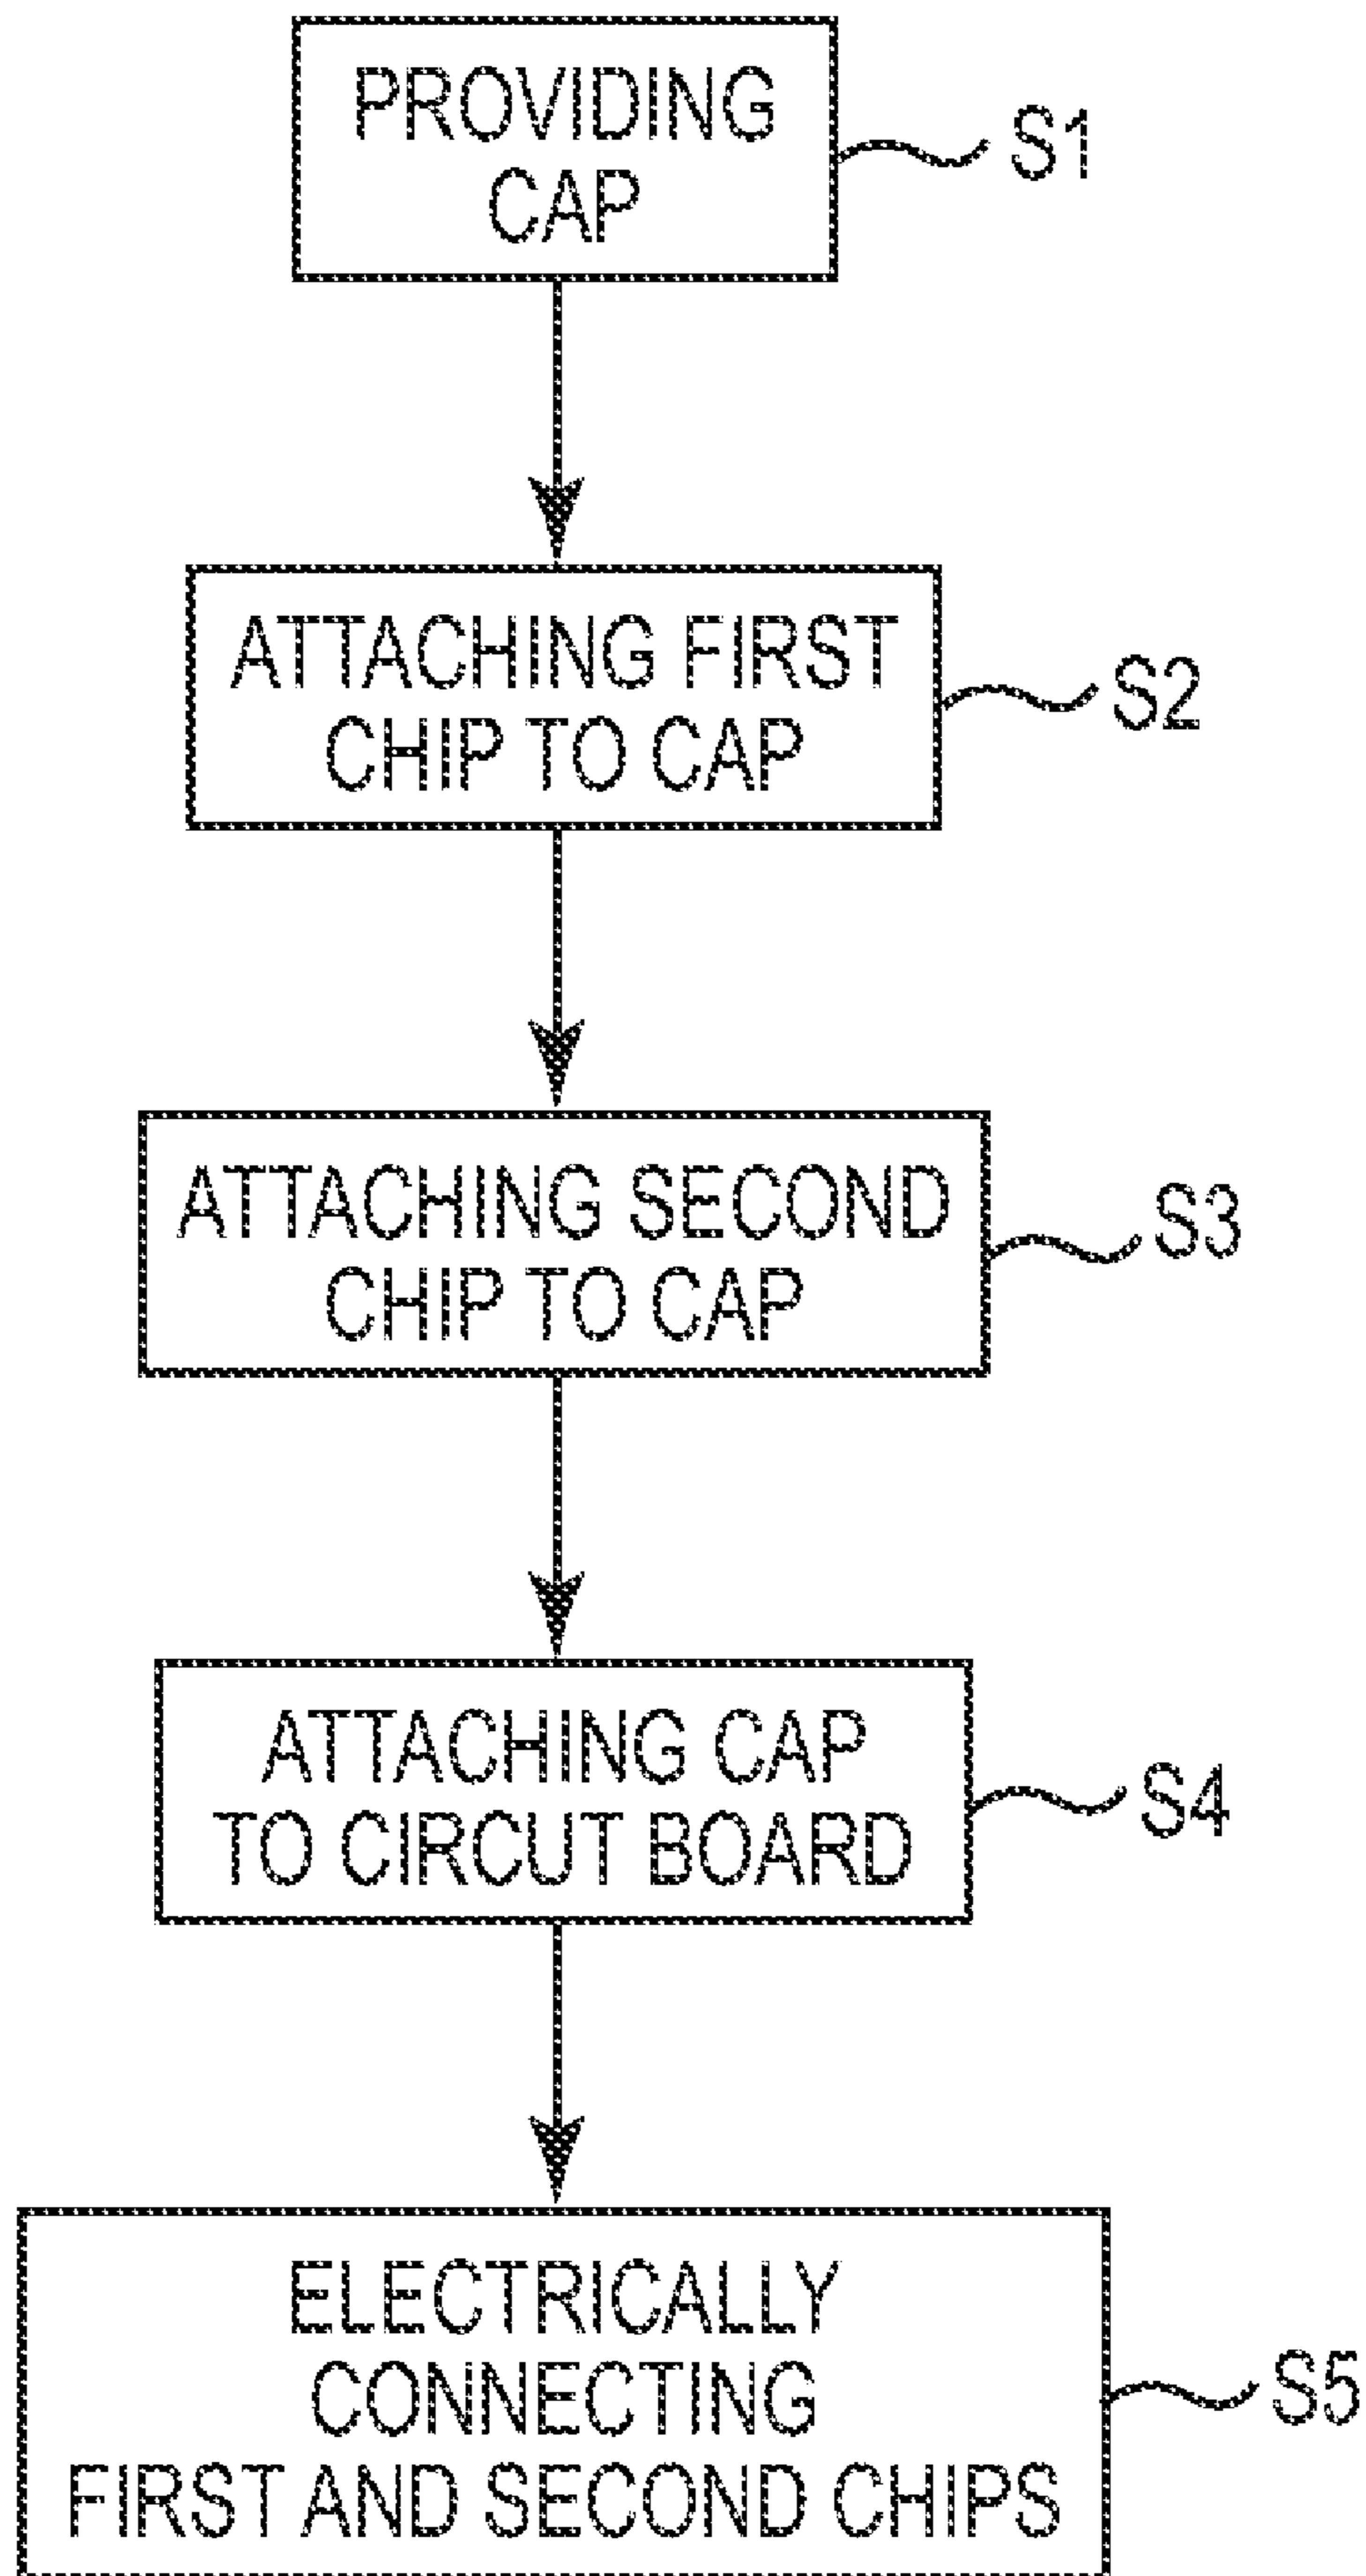 PROVIDING
CAP
S1
ATTACHING FIRST
CHIP TO CAP
S2
ATTACHING SECOND
CHIP TO CAP
S3
ATTACHING CAP
TO CIRCUT BOARD
S4
ELECTRICALLY
CONNECTING
FIRST AND SECOND CHIPS
S5